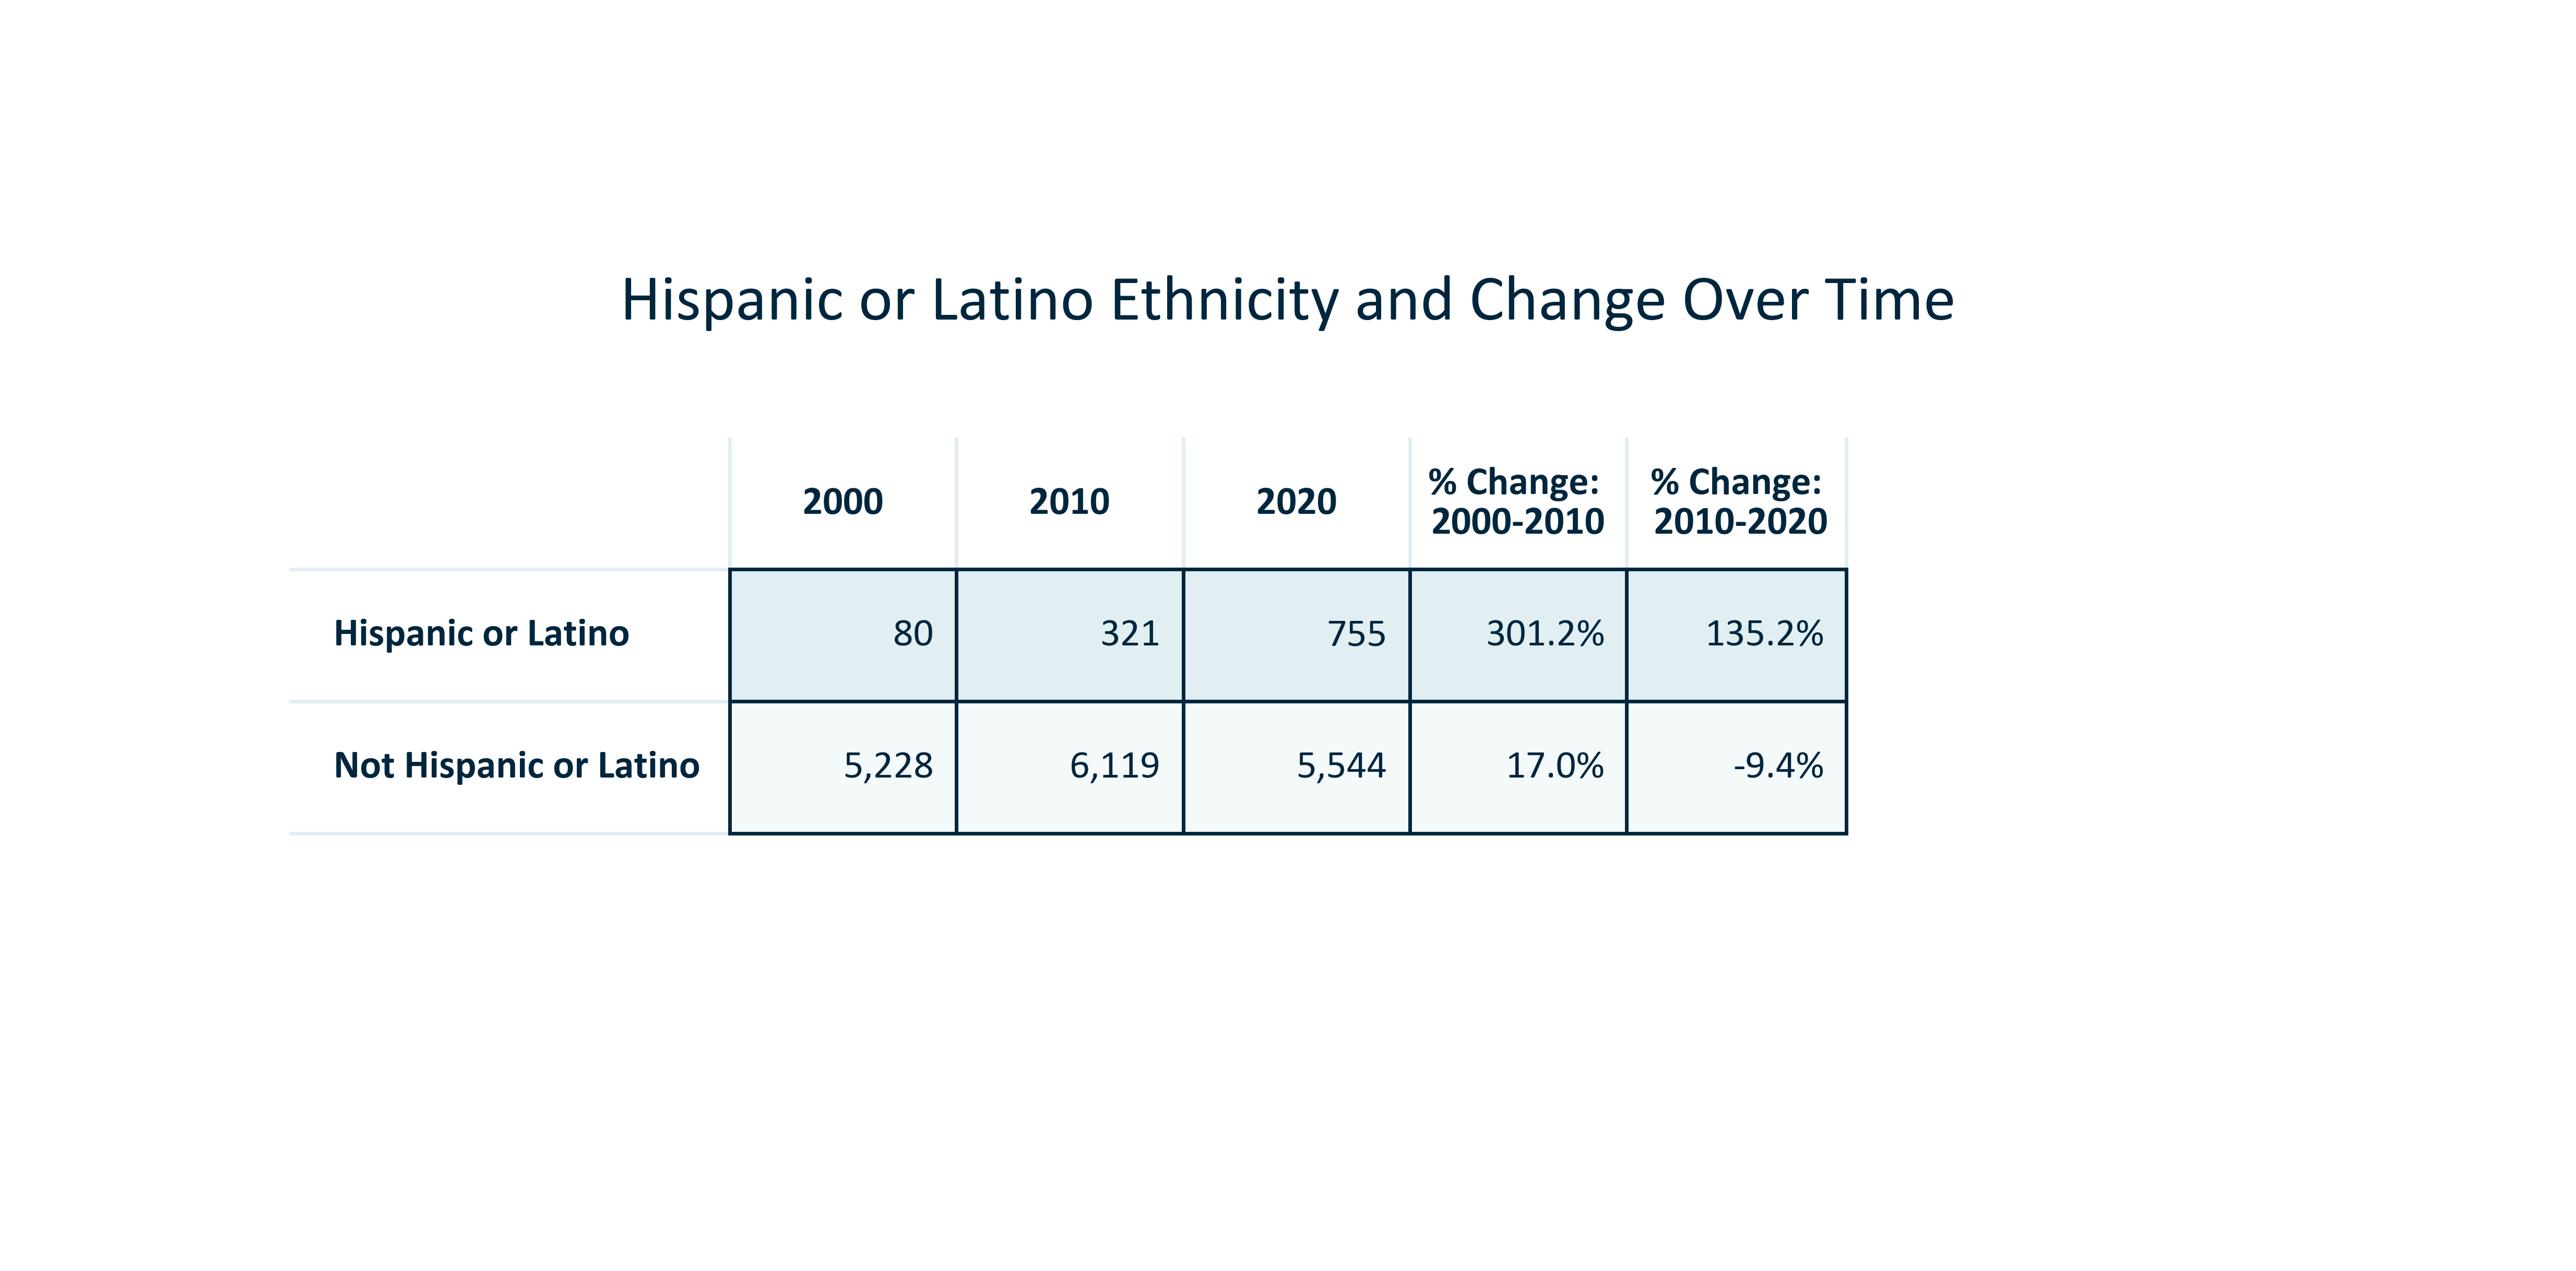 Hispanic or Latino Ethnicity and Change Over Time
2000 2010 2020 % Change: 2000-2010 % Change: 2010-2020
Hispanic or Latino 80 321 755 301.2% 135.2%
Not Hispanic or Latino 5,228 6,119 5,544 17.0% -9.4%